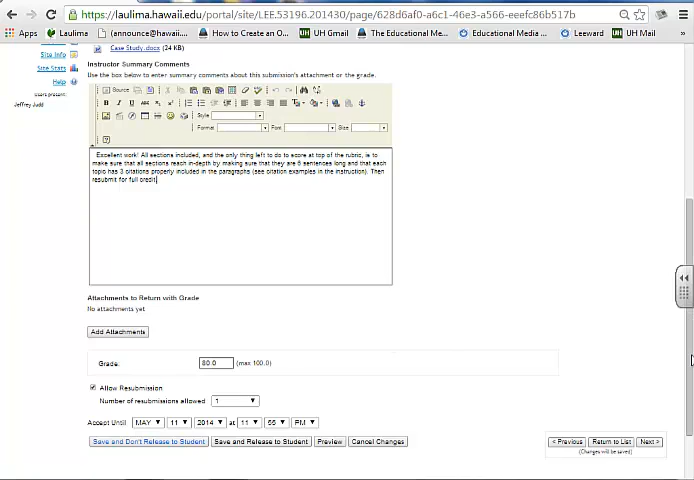 https://laulima.hawaii.edu/portal/site/LEE.53196.201430/page/628d6af0-a6c1-46e3-a566-eeefc86b517b
Apps Laulima (announce@hawaii.... How to Create an O... UH Gmail The Educational Me... Educational Media ... Leeward UH Mail
Site Info
Site Stats
Help
Users present:
Jeffrey Judd
Case Study.docx (24 KB)
Instructor Summary Comments
Use the box below to enter summary comments about this submission's attachment or the grade.
Source
Style
Format Font Size
Excellent work! All sections included, and the only thing left to do to score at top of the rubric, is to
make sure that all sections reach in-depth by making sure that they are 6 sentences long and that each
topic has 3 citations properly included in the paragraphs (see citation examples in the instruction). Then
resubmit for full credit
Attachments to Return with Grade
No attachments yet
Add Attachments
Grade: 80.0 (max 100.0)
Allow Resubmission
Number of resubmissions allowed 1
Accept Until MAY 11 2014 at 11 55 PM
Save and Don't Release to Student Save and Release to Student Preview Cancel Changes
< Previous Return to List Next >
(Changes will be saved)